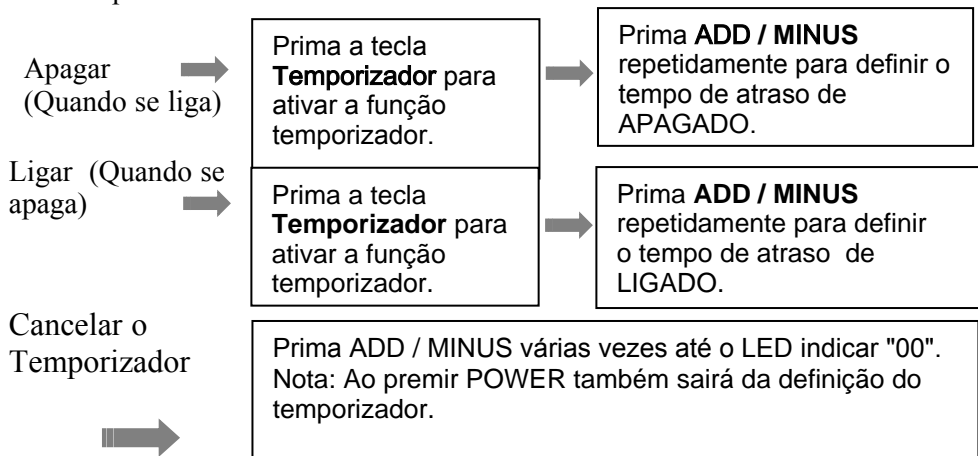 Apagar
(Quando se liga)
Prima a tecla
Temporizador para
ativar a função
temporizador.
Prima ADD / MINUS
repetidamente para definir o
tempo de atraso de
APAGADO.
Ligar (Quando se
apaga)
Prima a tecla
Temporizador para
ativar a função
temporizador.
Prima ADD / MINUS
repetidamente para definir
o tempo de atraso de
LIGADO.
Cancelar o
Temporizador
Prima ADD / MINUS várias vezes até o LED indicar "00".
Nota: Ao premir POWER também sairá da definição do
temporizador.